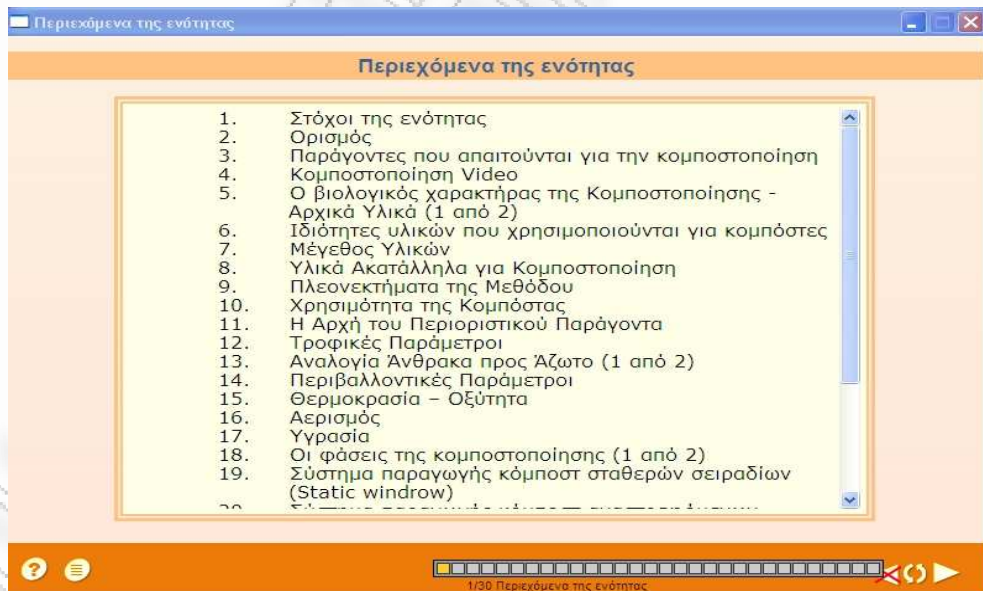 Περιεχόμενα της ενότητας
Περιεχόμενα της ενότητας
1. Στόχοι της ενότητας
2. Ορισμός
3. Παράγοντες που απαιτούνται για την κομποστοποίηση
4. Κομποστοποίηση Video
5. Ο βιολογικός χαρακτήρας της Κομποστοποίησης -
Αρχικά Υλικά (1 από 2)
6. Ιδιότητες υλικών που χρησιμοποιούνται για κομπόστες
7. Μέγεθος Υλικών
8. Υλικά Ακατάλληλα για Κομποστοποίηση
9. Πλεονεκτήματα της Μεθόδου
10. Χρησιμότητα της Κομπόστας
11. Η Αρχή του Περιοριστικού Παράγοντα
12. Τροφικές Παράμετροι
13. Αναλογία Άνθρακα προς Άζωτο (1 από 2)
14. Περιβαλλοντικές Παράμετροι
15. Θερμοκρασία – Οξύτητα
16. Αερισμός
17. Υγρασία
18. Οι φάσεις της κομποστοποίησης (1 από 2)
19. Σύστημα παραγωγής κόμποστ σταθερών σειραδίων
(Static windrow)
1/30 Περιεχόμενα της ενότητας